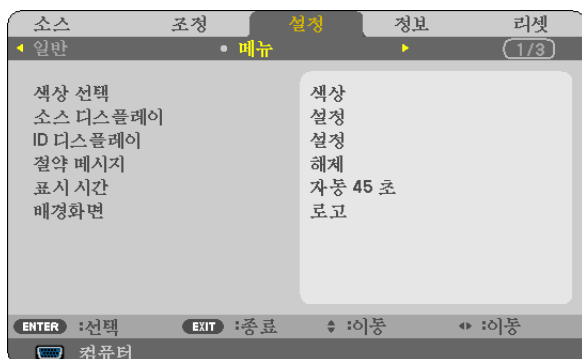 소스 조정 설정 정보 리셋
일반 • 메뉴 (1/3)
색상 선택 색상
소스 디스플레이 설정
ID 디스플레이 설정
절약 메시지 해제
표시 시간 자동 45 초
배경화면 로고
ENTER :선택 EXIT :종료 :이동 :이동
컴퓨터